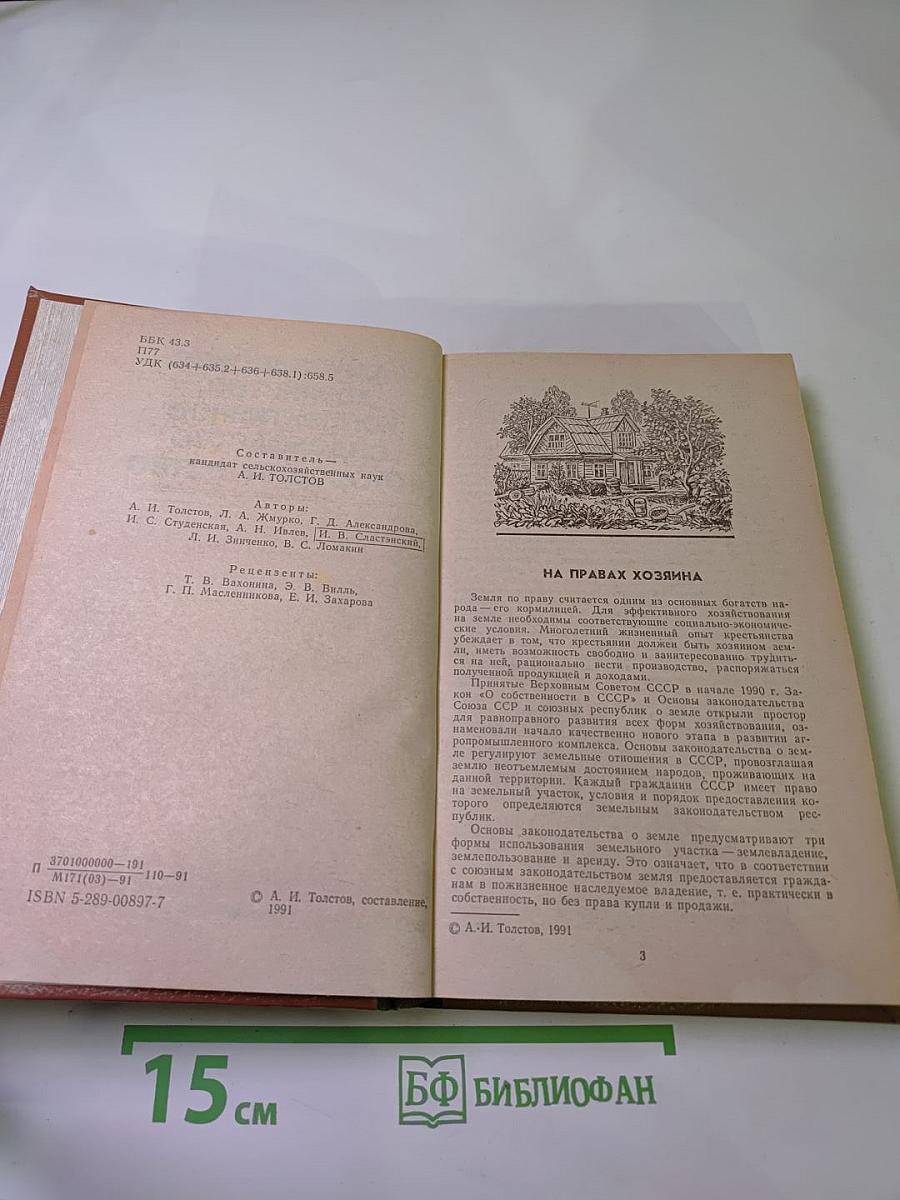 ББК 43.3
П77
УДК (634+635.2+636+638.1):658.5
Составитель—
кандидат сельскохозяйственных наук
А. И. ТОЛСТОВ
Авторы:
А. И. Толстов, Л. А. Жмурко, Г. Д. Александрова,
И. С. Студенская, А. Н. Ивлев, И. В. Сластэнский,
Л. И. Зинченко, В. С. Ломакин
Рецензенты:
Т. В. Вахонина, Э. В. Вилль,
Г. П. Масленникова, Е. И. Захарова
П 3701000000—191
М171(03)—91 110—91
ISBN 5-289-00897-7
© А. И. Толстов, составление,
1991
НА ПРАВАХ ХОЗЯИНА
Земля по праву считается одним из основных богатств на-
рода — его кормилицей. Для эффективного хозяйствования
на земле необходимы соответствующие социально-экономиче-
ские условия. Многолетний жизненный опыт крестьянства
убеждает в том, что крестьянин должен быть хозяином зем-
ли, иметь возможность свободно и заинтересованно трудить-
ся на ней, рационально вести производство, распоряжаться
полученной продукцией и доходами.
Принятые Верховным Советом СССР в начале 1990 г. За-
кон «О собственности в СССР» и Основы законодательства
Союза ССР и союзных республик о земле открыли простор
для равноправного развития всех форм хозяйствования, оз-
наменовали начало качественно нового этапа в развитии аг-
ропромышленного комплекса. Основы законодательства о зем-
ле регулируют земельные отношения в СССР, провозглашая
землю неотъемлемым достоянием народов, проживающих на
данной территории. Каждый гражданин СССР имеет право
на земельный участок, условия и порядок предоставления ко-
торого определяются земельным законодательством рес-
публик.
Основы законодательства о земле предусматривают три
формы использования земельного участка — землевладение,
землепользование и аренду. Это означает, что в соответствии
с союзным законодательством земля предоставляется гражда-
нам в пожизненное наследуемое владение, т. е. практически в
собственность, но без права купли и продажи.
© А. И. Толстов, 1991
3
15 см
БФ БИБЛИОФАН